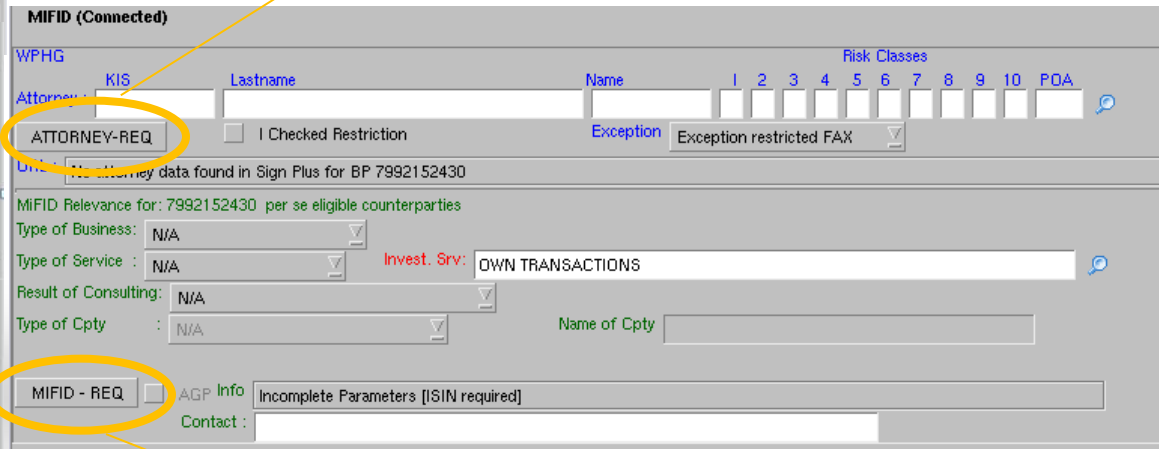 MIFID (Connected)
WPHG Risk Classes
KIS Lastname Name 1 2 3 4 5 6 7 8 9 10 POA
Attorney :
ATTORNEY-REQ I Checked Restriction Exception Exception restricted FAX
No attorney data found in Sign Plus for BP 7992152430
MiFID Relevance for: 7992152430 per se eligible counterparties
Type of Business: N/A
Type of Service : N/A Invest. Srv: OWN TRANSACTIONS
Result of Consulting: N/A
Type of Cpty : N/A Name of Cpty
MIFID - REQ AGP Info Incomplete Parameters [ISIN required]
Contact :